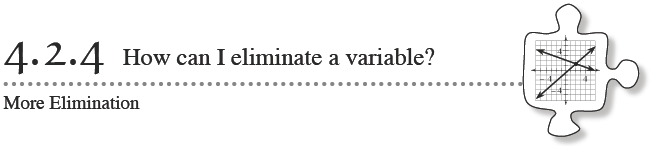 4.2.4 How can I eliminate a variable?
More Elimination